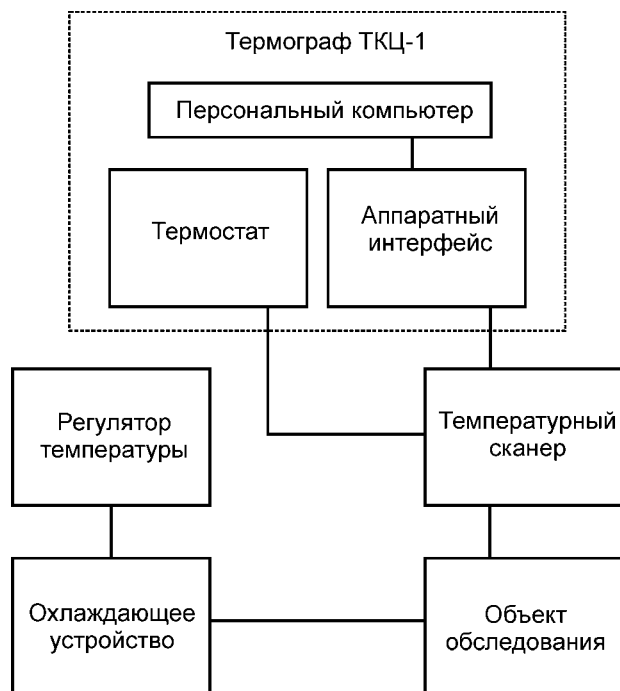 Термограф ТКЦ-1
Персональный компьютер
Термостат
Аппаратный
интерфейс
Регулятор
температуры
Температурный
сканер
Охлаждающее
устройство
Объект
обследования